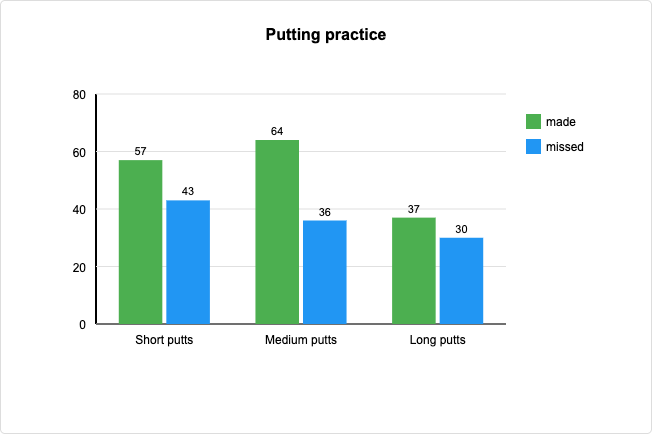 Putting practice
80
60
40
20
0
57
43
64
36
37
30
Short putts
Medium putts
Long putts
made
missed